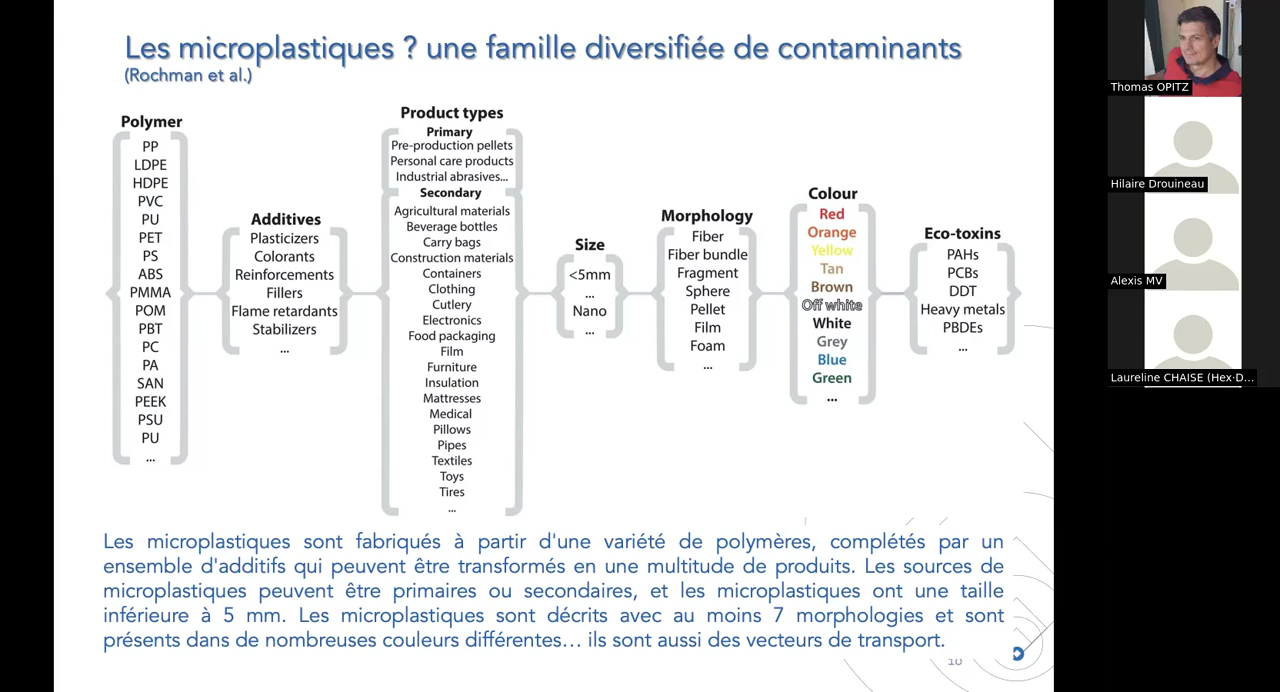 Les microplastiques ? une famille diversifiée de contaminants
(Rochman et al.)
Polymer
PP
LDPE
HDPE
PVC
PU
PET
PS
ABS
PMMA
POM
PBT
PC
PA
SAN
PEEK
PSU
PU
...
Additives
Plasticizers
Colorants
Reinforcements
Fillers
Flame retardants
Stabilizers
...
Product types
Primary
Pre-production pellets
Personal care products
Industrial abrasives...
Secondary
Agricultural materials
Beverage bottles
Carry bags
Construction materials
Containers
Clothing
Cutlery
Electronics
Food packaging
Film
Furniture
Insulation
Mattresses
Medical
Pillows
Pipes
Textiles
Toys
Tires
...
Size
<5mm
...
Nano
...
Morphology
Fiber
Fiber bundle
Fragment
Sphere
Pellet
Film
Foam
...
Colour
Red
Orange
Yellow
Tan
Brown
Off white
White
Grey
Blue
Green
...
Eco-toxins
PAHs
PCBs
DDT
Heavy metals
PBDEs
...
Les microplastiques sont fabriqués à partir d'une variété de polymères, complétés par un
ensemble d'additifs qui peuvent être transformés en une multitude de produits. Les sources de
microplastiques peuvent être primaires ou secondaires, et les microplastiques ont une taille
inférieure à 5 mm. Les microplastiques sont décrits avec au moins 7 morphologies et sont
présents dans de nombreuses couleurs différentes… ils sont aussi des vecteurs de transport.
Thomas OPITZ
Hilaire Drouineau
Alexis MV
Laureline CHAISE (Hex·D...